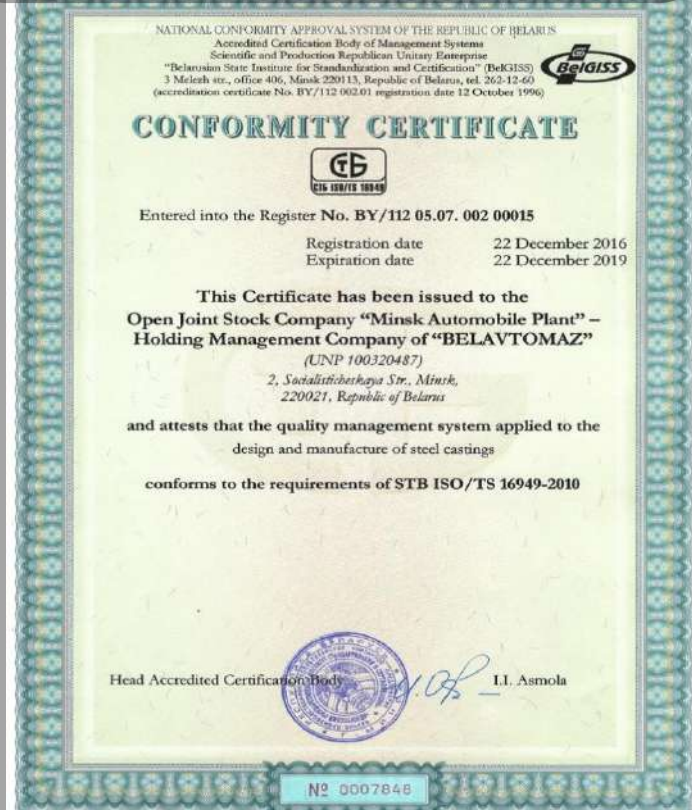 NATIONAL CONFORMITY APPROVAL SYSTEM OF THE REPUBLIC OF BELARUS
Accredited Certification Body of Management Systems
Scientific and Production Republican Unitary Enterprise
"Belarusian State Institute for Standardization and Certification" (BelGISS)
3 Melezh str., office 406, Minsk 220113, Republic of Belarus, tel. 262-12-60
(accreditation certificate No. BY/112 002.01 registration date 12 October 1996)
BelGISS
CONFORMITY CERTIFICATE
СТБ ISO/TS 16949
Entered into the Register No. BY/112 05.07. 002 00015
Registration date 22 December 2016
Expiration date 22 December 2019
This Certificate has been issued to the
Open Joint Stock Company “Minsk Automobile Plant” –
Holding Management Company of “BELAVTOMAZ”
(UNP 100320487)
2, Socialisticheskaya Str., Minsk,
220021, Republic of Belarus
and attests that the quality management system applied to the
design and manufacture of steel castings
conforms to the requirements of STB ISO/TS 16949-2010
Head Accredited Certification Body
I.I. Asmola
№ 0007846